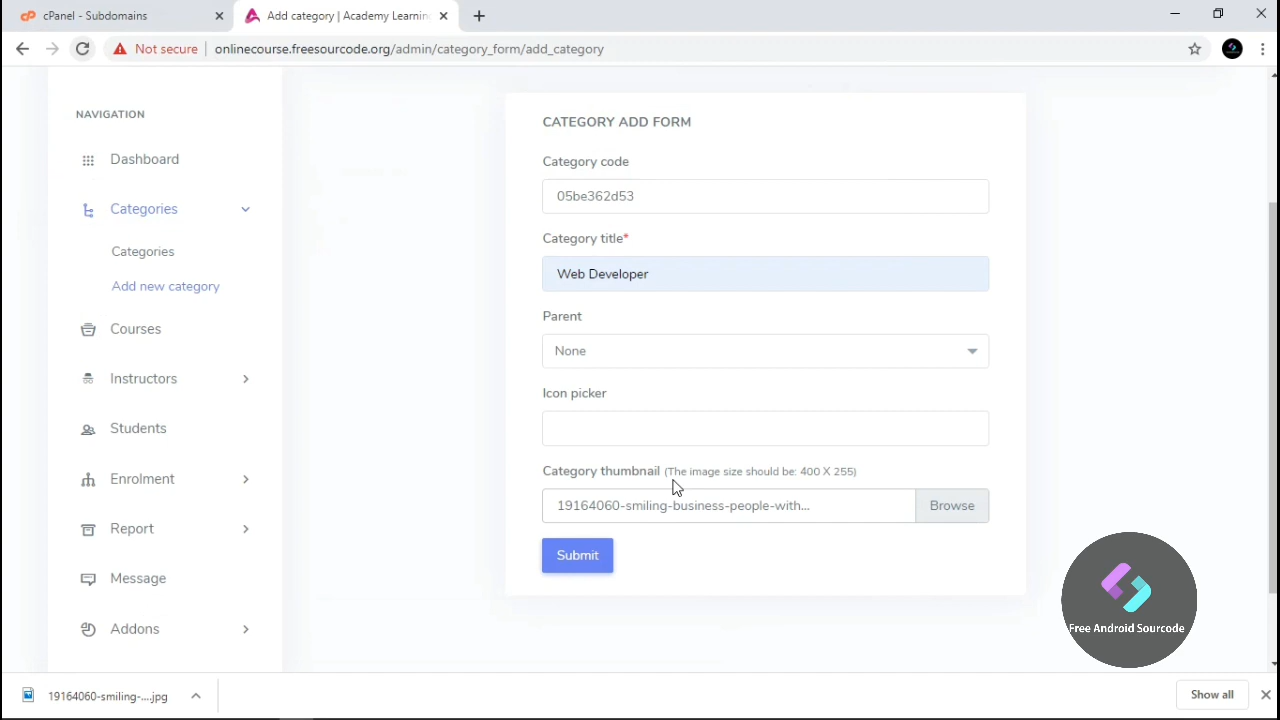 cPanel - Subdomains
Add category | Academy Learning
Not secure
onlinecourse.freesourcode.org/admin/category_form/add_category
NAVIGATION
Dashboard
Categories
Categories
Add new category
Courses
Instructors
Students
Enrolment
Report
Message
Addons
CATEGORY ADD FORM
Category code
05be362d53
Category title*
Web Developer
Parent
None
Icon picker
Category thumbnail (The image size should be: 400 X 255)
19164060-smiling-business-people-with...
Browse
Submit
Free Android Sourcode
19164060-smiling-....jpg
Show all